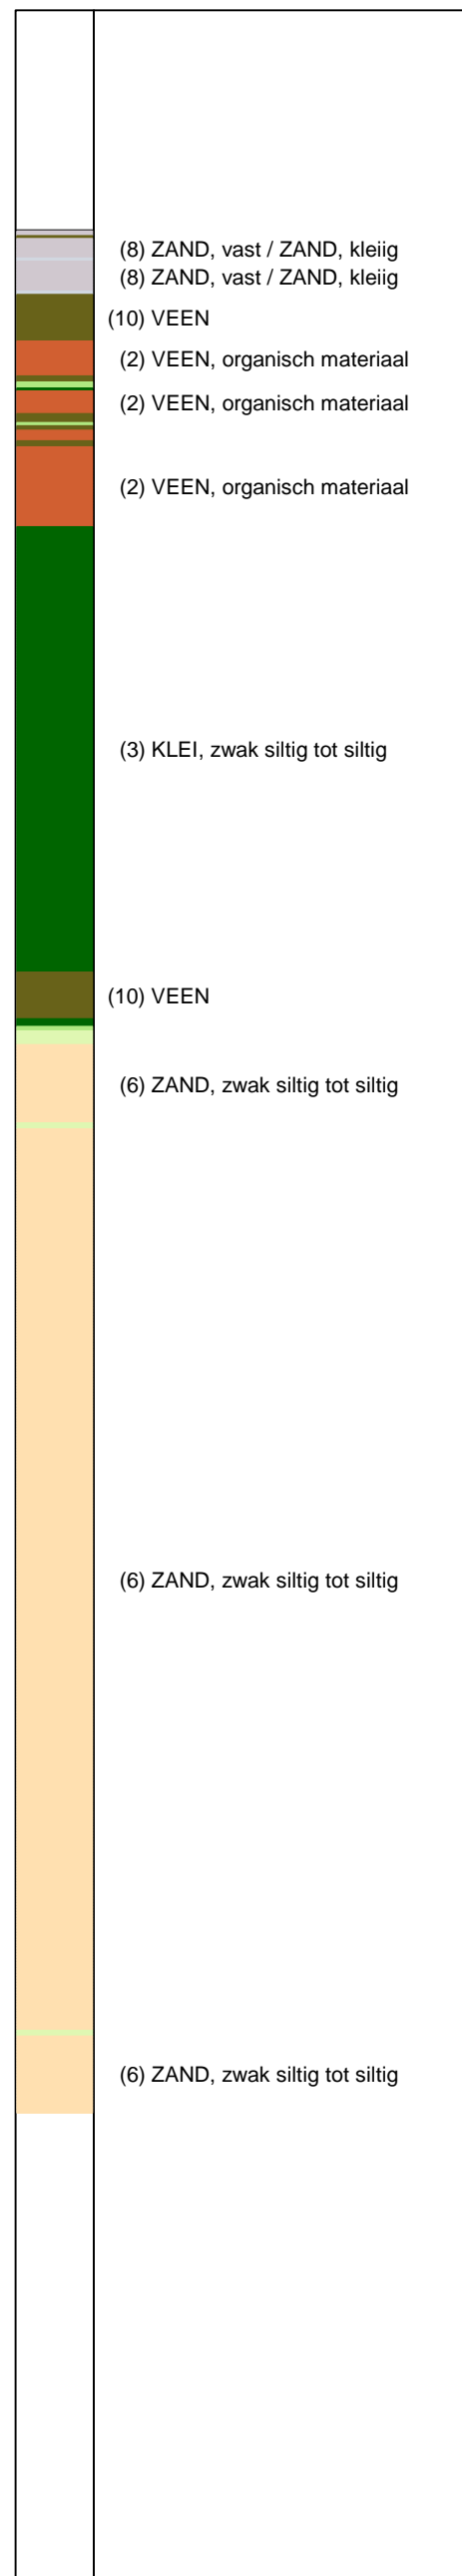 (8) ZAND, vast / ZAND, kleiig
(8) ZAND, vast / ZAND, kleiig
(10) VEEN
(2) VEEN, organisch materiaal
(2) VEEN, organisch materiaal
(2) VEEN, organisch materiaal
(3) KLEI, zwak siltig tot siltig
(10) VEEN
(6) ZAND, zwak siltig tot siltig
(6) ZAND, zwak siltig tot siltig
(6) ZAND, zwak siltig tot siltig